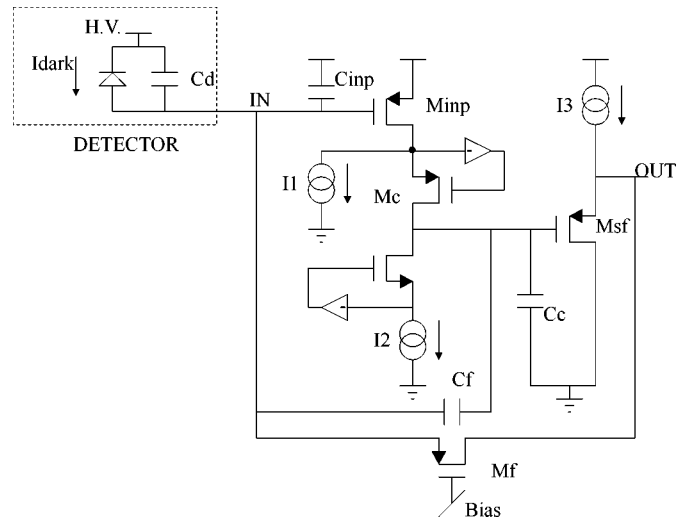 H.V.
Idark
Cd
DETECTOR
IN
Cinp
Minp
I3
I1
Mc
OUT
Msf
I2
Cc
Cf
Mf
Bias